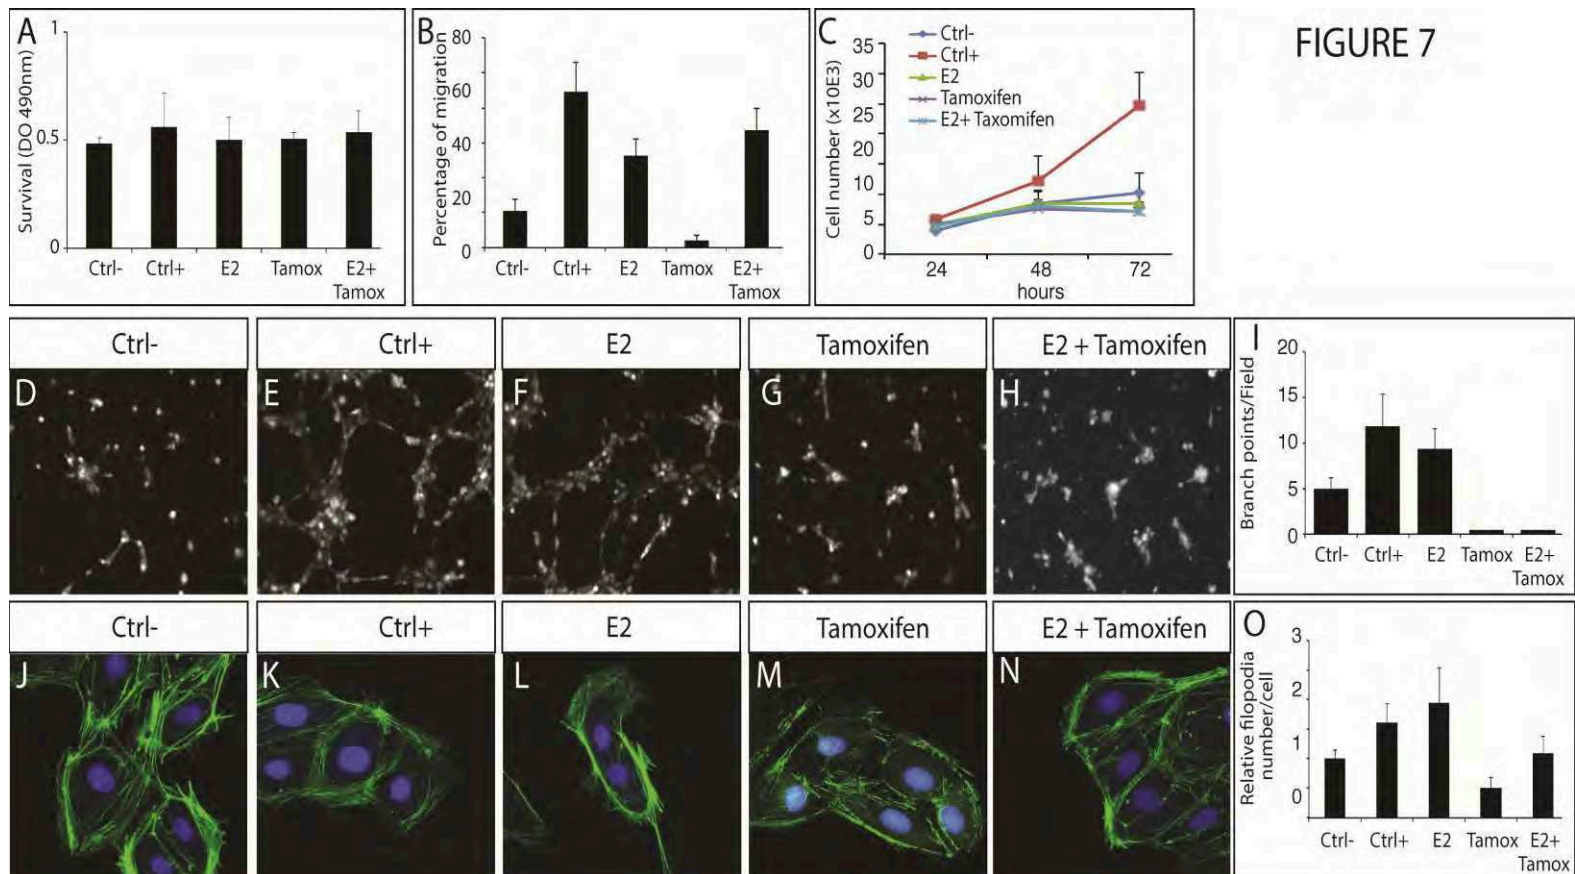 FIGURE 7
A
Survival (DO 490nm)
1
0.5
0
Ctrl-
Ctrl+
E2
Tamox
E2+
Tamox
B
Percentage of migration
80
60
40
20
0
Ctrl-
Ctrl+
E2
Tamox
E2+
Tamox
C
Ctrl-
Ctrl+
E2
Tamoxifen
E2+ Taxomifen
Cell number (x10E3)
35
30
25
20
15
10
5
0
24
48
72
hours
Ctrl-
Ctrl+
E2
Tamoxifen
E2 + Tamoxifen
D
E
F
G
H
I
Branch points/Field
20
15
10
5
0
Ctrl-
Ctrl+
E2
Tamox
E2+
Tamox
Ctrl-
Ctrl+
E2
Tamoxifen
E2 + Tamoxifen
J
K
L
M
N
O
Relative filopodia
number/cell
3
2
1
0
Ctrl-
Ctrl+
E2
Tamox
E2+
Tamox